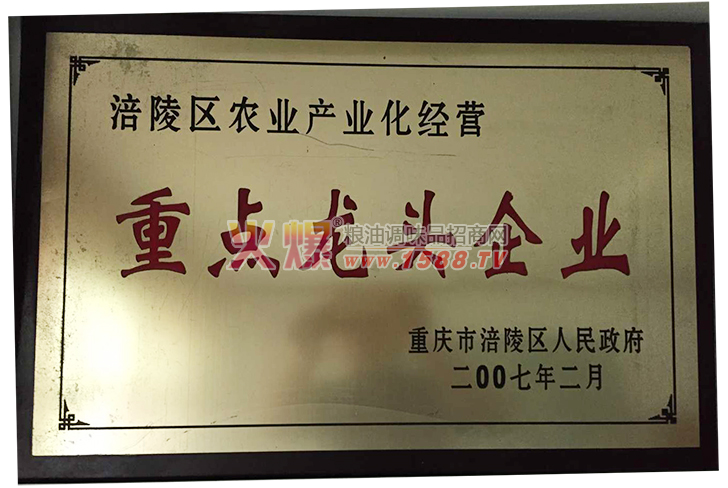 涪陵区农业产业化经营
重点龙头企业
火爆®粮油调味品招商网
www.1588.TV
重庆市涪陵区人民政府
二00七年二月